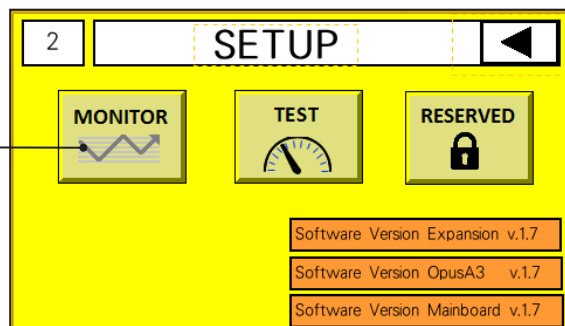 2
SETUP
MONITOR
TEST
RESERVED
Software Version Expansion v.1.7
Software Version OpusA3 v.1.7
Software Version Mainboard v.1.7